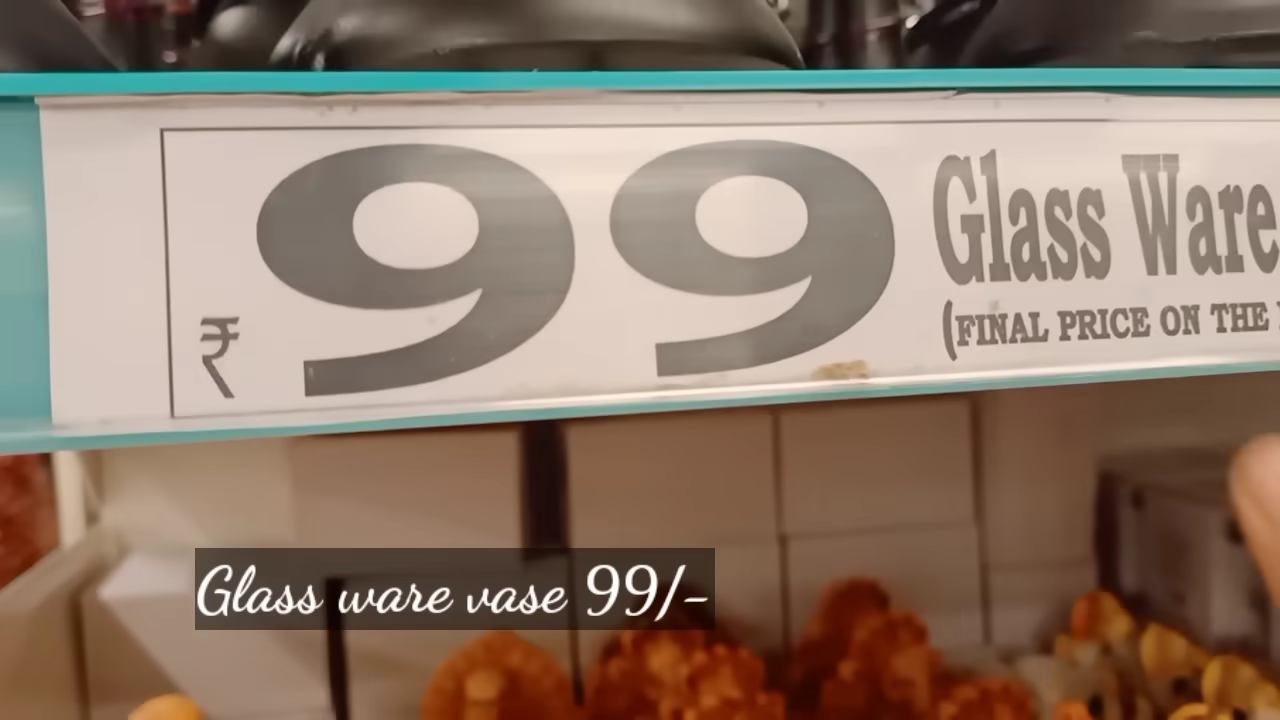 ₹ 99 Glass Ware
(FINAL PRICE ON THE
Glass ware vase 99/-